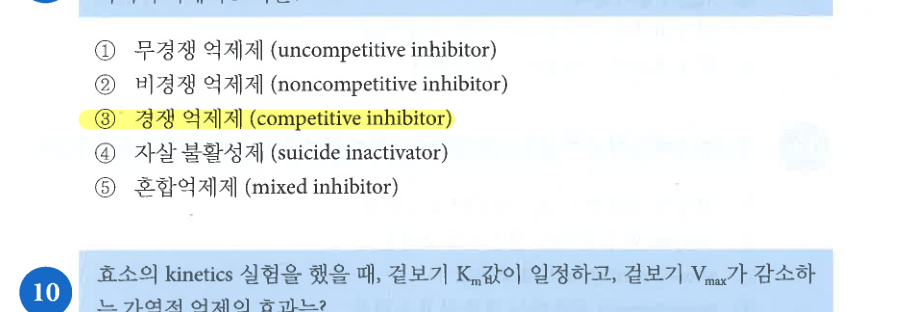 ① 무경쟁 억제제 (uncompetitive inhibitor)
② 비경쟁 억제제 (noncompetitive inhibitor)
③ 경쟁 억제제 (competitive inhibitor)
④ 자살 불활성제 (suicide inactivator)
⑤ 혼합억제제 (mixed inhibitor)
10 효소의 kinetics 실험을 했을 때, 겉보기 Km값이 일정하고, 겉보기 Vmax가 감소하
는 가역적 억제의 효과는?